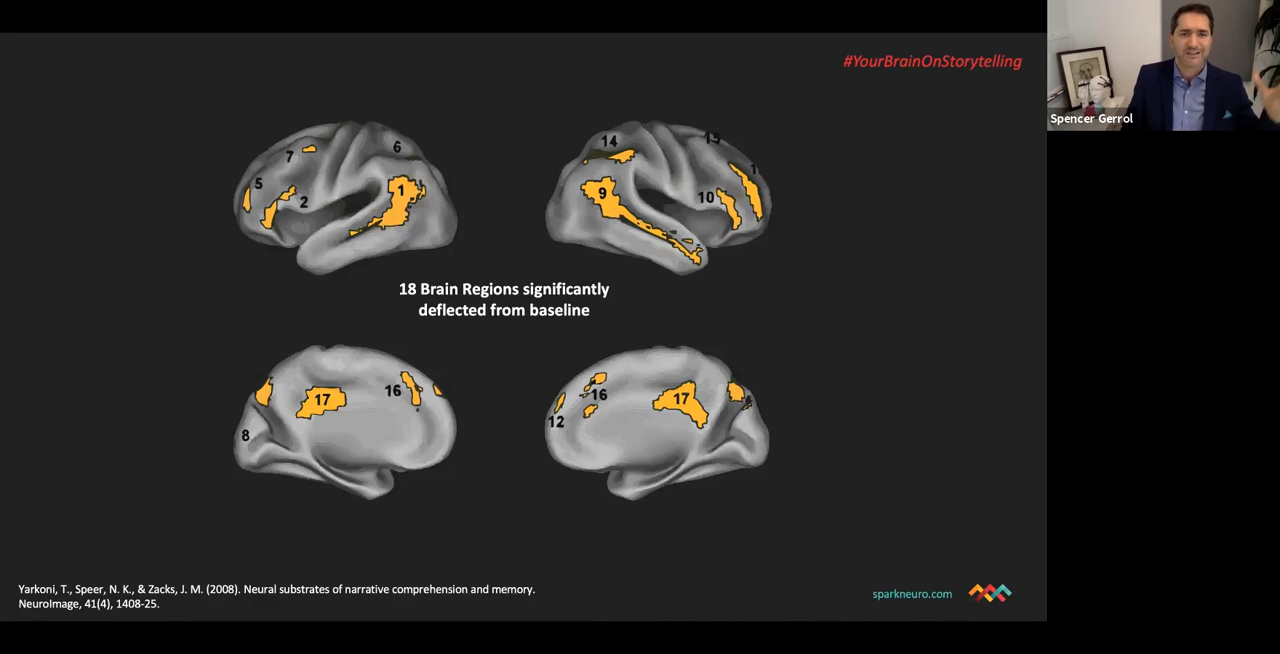 #YourBrainOnStorytelling
Spencer Gerrol
7
6
5
2
1
14
15
9
10
18 Brain Regions significantly
deflected from baseline
17
16
8
16
17
12
Yarkoni, T., Speer, N. K., & Zacks, J. M. (2008). Neural substrates of narrative comprehension and memory.
NeuroImage, 41(4), 1408-25.
sparkneuro.com